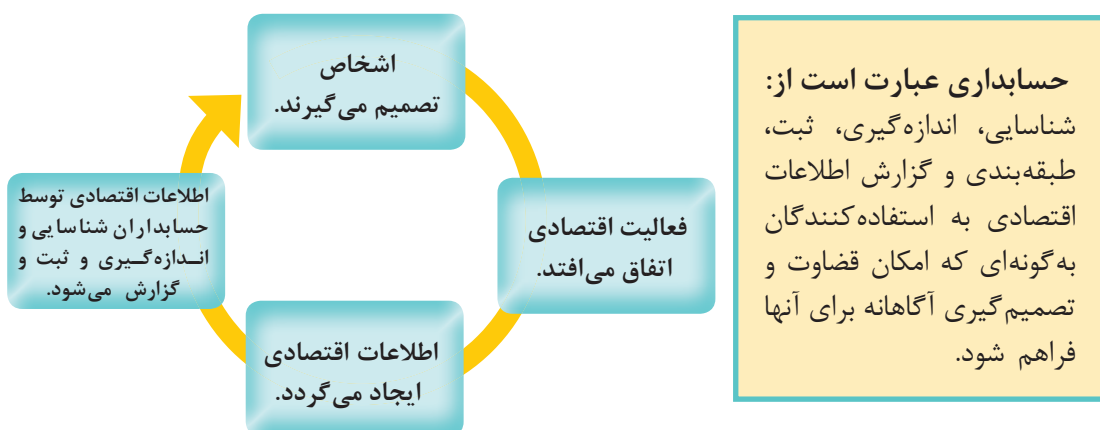 حسابداری عبارت است از:
شناسایی، اندازه‌گیری، ثبت،
طبقه‌بندی و گزارش اطلاعات
اقتصادی به استفاده‌کنندگان
به‌گونه‌ای که امکان قضاوت و
تصمیم‌گیری آگاهانه برای آنها
فراهم شود.
اشخاص
تصمیم می‌گیرند.
فعالیت اقتصادی
اتفاق می‌افتد.
اطلاعات اقتصادی
ایجاد می‌گردد.
اطلاعات اقتصادی توسط
حسابداران شناسایی و
انـدازه‌گـیری و ثبت و
گزارش می‌شود.